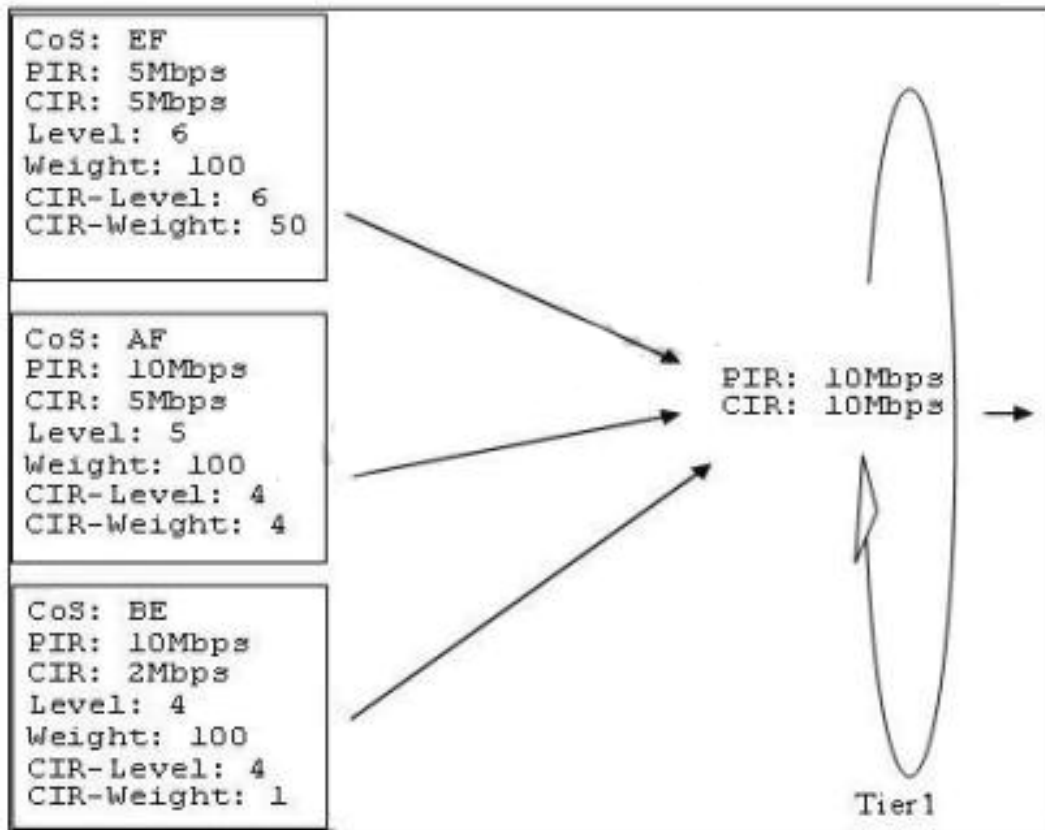 CoS: EF
PIR: 5Mbps
CIR: 5Mbps
Level: 6
Weight: 100
CIR-Level: 6
CIR-Weight: 50
CoS: AF
PIR: 10Mbps
CIR: 5Mbps
Level: 5
Weight: 100
CIR-Level: 4
CIR-Weight: 4
CoS: BE
PIR: 10Mbps
CIR: 2Mbps
Level: 4
Weight: 100
CIR-Level: 4
CIR-Weight: 1
PIR: 10Mbps
CIR: 10Mbps
Tier1